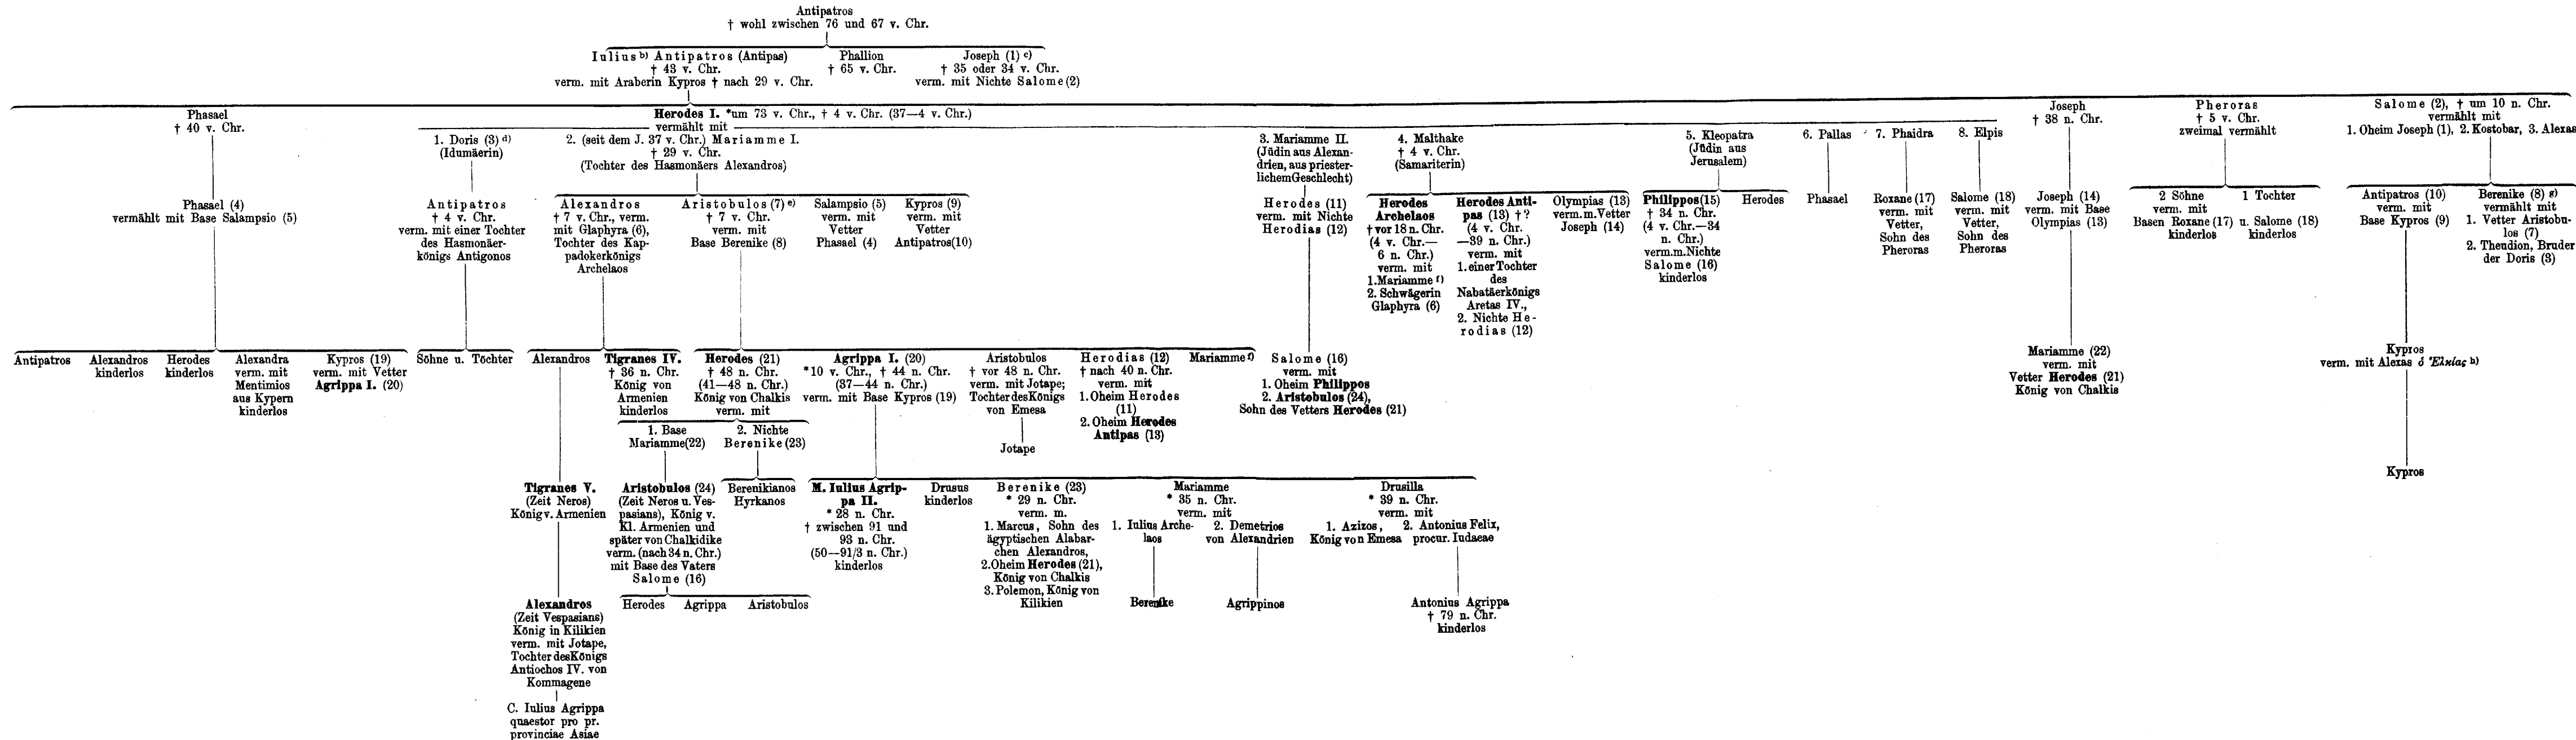 Antipatros
† wohl zwischen 76 und 67 v. Chr.
Iulius b) Antipatros (Antipas)
† 43 v. Chr.
verm. mit Araberin Kypros † nach 29 v. Chr.
Phallion
† 65 v. Chr.
Joseph (1) c)
† 35 oder 34 v. Chr.
verm. mit Nichte Salome (2)
Phasael
† 40 v. Chr.
Herodes I. *um 73 v. Chr., † 4 v. Chr. (37—4 v. Chr.)
vermählt mit
Joseph
† 38 n. Chr.
Pheroras
† 5 v. Chr.
zweimal vermählt
Salome (2), † um 10 n. Chr.
vermählt mit
1. Oheim Joseph (1), 2. Kostobar, 3. Alexas
1. Doris (3) d)
(Idumäerin)
2. (seit dem J. 37 v. Chr.) Mariamme I.
† 29 v. Chr.
(Tochter des Hasmonäers Alexandros)
3. Mariamme II.
(Jüdin aus Alexan-
drien, aus priester-
lichem Geschlecht)
4. Malthake
† 4 v. Chr.
(Samariterin)
5. Kleopatra
(Jüdin aus
Jerusalem)
6. Pallas
7. Phaidra
8. Elpis
Phasael (4)
vermählt mit Base Salampsio (5)
Antipatros
† 4 v. Chr.
verm. mit einer Tochter
des Hasmonäer-
königs Antigonos
Alexandros
† 7 v. Chr., verm.
mit Glaphyra (6),
Tochter des Kap-
padokerkönigs
Archelaos
Aristobulos (7) e)
† 7 v. Chr.
verm. mit
Base Berenike (8)
Salampsio (5)
verm. mit
Vetter
Phasael (4)
Kypros (9)
verm. mit
Vetter
Antipatros (10)
Herodes (11)
verm. mit Nichte
Herodias (12)
Herodes
Archelaos
† vor 18 n. Chr.
(4 v. Chr.—
6 n. Chr.)
verm. mit
1. Mariamme f)
2. Schwägerin
Glaphyra (6)
Herodes Anti-
pas (13) †?
(4 v. Chr.
—39 n. Chr.)
verm. mit
1. einer Tochter
des
Nabatäerkönigs
Aretas IV.,
2. Nichte He-
rodias (12)
Olympias (13)
verm. m. Vetter
Joseph (14)
Philippos (15)
† 34 n. Chr.
(4 v. Chr.—34
n. Chr.)
verm. m. Nichte
Salome (16)
kinderlos
Herodes
Phasael
Roxane (17)
verm. mit
Vetter,
Sohn des
Pheroras
Salome (18)
verm. mit
Vetter,
Sohn des
Pheroras
Joseph (14)
verm. mit Base
Olympias (13)
2 Söhne 1 Tochter
verm. mit
Basen Roxane (17) u. Salome (18)
kinderlos kinderlos
Antipatros (10)
verm. mit
Base Kypros (9)
Berenike (8) g)
vermählt mit
1. Vetter Aristobu-
los (7)
2. Theudion, Bruder
der Doris (3)
Antipatros
Alexandros
kinderlos
Herodes
kinderlos
Alexandra
verm. mit
Mentimios
aus Kypern
kinderlos
Kypros (19)
verm. mit Vetter
Agrippa I. (20)
Söhne u. Töchter
Alexandros
Tigranes IV.
† 36 n. Chr.
König von
Armenien
kinderlos
Herodes (21)
† 48 n. Chr.
(41—48 n. Chr.)
König von Chalkis
verm. mit
1. Base
Mariamme (22)
2. Nichte
Berenike (23)
Agrippa I. (20)
*10 v. Chr., † 44 n. Chr.
(37—44 n. Chr.)
verm. mit Base Kypros (19)
Aristobulos
† vor 48 n. Chr.
verm. mit Jotape;
Tochter des Königs
von Emesa
Jotape
Herodias (12)
† nach 40 n. Chr.
verm. mit
1. Oheim Herodes
(11)
2. Oheim Herodes
Antipas (13)
Mariamme f)
Salome (16)
verm. mit
1. Oheim Philippos
2. Aristobulos (24),
Sohn des Vetters Herodes (21)
Mariamme (22)
verm. mit
Vetter Herodes (21)
König von Chalkis
Kypros
verm. mit Alexas ὁ Ἑλκίας h)
Kypros
Tigranes V.
(Zeit Neros)
König v. Armenien
Aristobulos (24)
(Zeit Neros u. Ves-
pasians), König v.
Kl. Armenien und
später von Chalkidike
verm. (nach 34 n. Chr.)
mit Base des Vaters
Salome (16)
Berenikianos
Hyrkanos
M. Iulius Agrip-
pa II.
* 28 n. Chr.
† zwischen 91 und
93 n. Chr.
(50—91/3 n. Chr.)
kinderlos
Drusus
kinderlos
Berenike (23)
* 29 n. Chr.
verm. m.
1. Marcus, Sohn des
ägyptischen Alabar-
chen Alexandros,
2. Oheim Herodes (21),
König von Chalkis
3. Polemon, König von
Kilikien
Mariamme
* 35 n. Chr.
verm. mit
1. Iulius Arche-
laos
2. Demetrios
von Alexandrien
Drusilla
* 39 n. Chr.
verm. mit
1. Azizos,
König von Emesa
2. Antonius Felix,
procur. Iudaeae
Alexandros
(Zeit Vespasians)
König in Kilikien
verm. mit Jotape,
Tochter des Königs
Antiochos IV. von
Kommagene
Herodes Agrippa Aristobulos
Berenike
Agrippinos
Antonius Agrippa
† 79 n. Chr.
kinderlos
C. Iulius Agrippa
quaestor pro pr.
provinciae Asiae